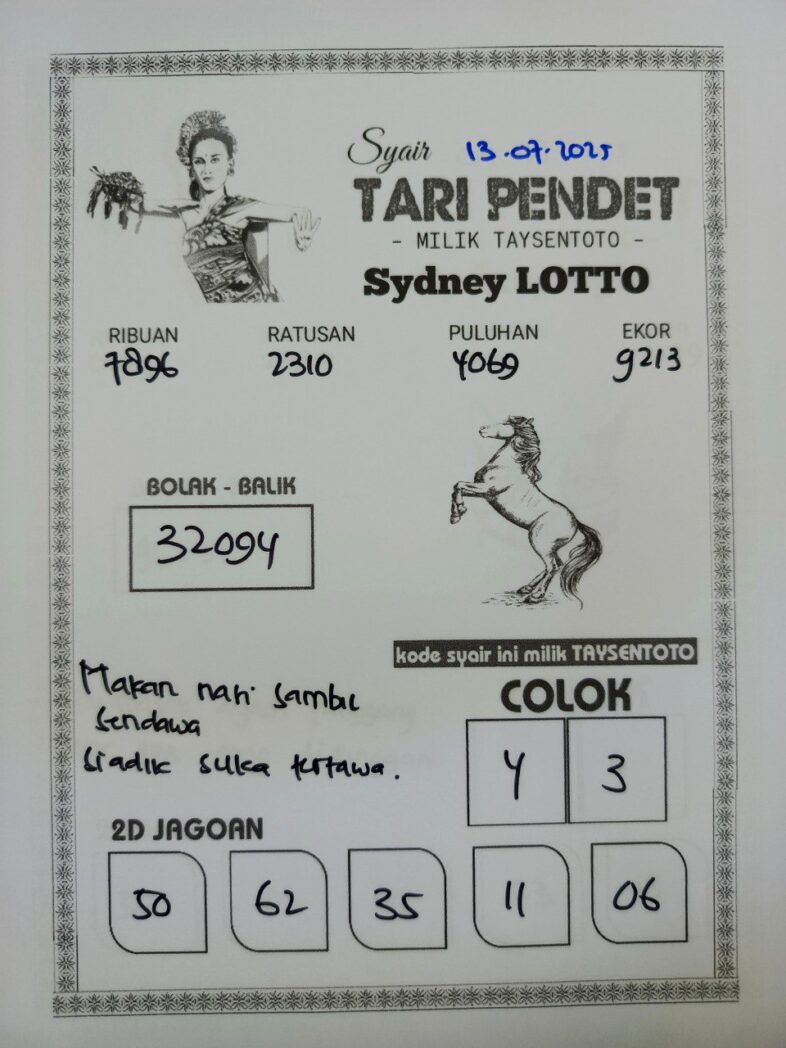 Syair 13.07.2025
TARI PENDET
- MILIK TAYSENTOTO -
Sydney LOTTO
RIBUAN RATUSAN PULUHAN EKOR
7896 2310 4069 9213
BOLAK - BALIK
32094
kode syair ini milik TAYSENTOTO
COLOK
4 3
Makan nasi sambil
sendawa
siadik suka tertawa.
2D JAGOAN
50 62 35 11 06